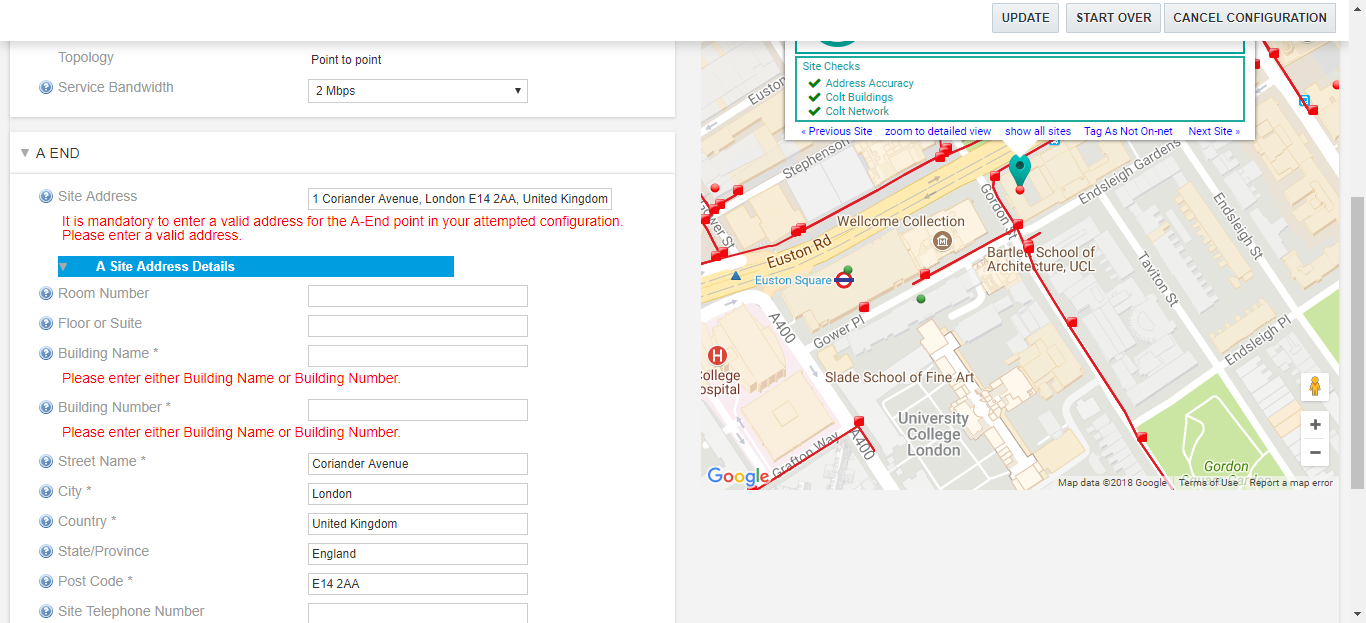 UPDATE
START OVER
CANCEL CONFIGURATION
Topology
Point to point
Service Bandwidth
2 Mbps
A END
Site Address
1 Coriander Avenue, London E14 2AA, United Kingdom
It is mandatory to enter a valid address for the A-End point in your attempted configuration.
Please enter a valid address.
A Site Address Details
Room Number
Floor or Suite
Building Name *
Please enter either Building Name or Building Number.
Building Number *
Please enter either Building Name or Building Number.
Street Name *
Coriander Avenue
City *
London
Country *
United Kingdom
State/Province
England
Post Code *
E14 2AA
Site Telephone Number
Site Checks
Address Accuracy
Colt Buildings
Colt Network
« Previous Site
zoom to detailed view
show all sites
Tag As Not On-net
Next Site »
Euston
Stephenson
Endsleigh Gardens
Gordon St
Gower St
Wellcome Collection
Euston Rd
Endsleigh St
Bartlett School of
Architecture, UCL
Euston Square
Taviton St
A400
Gower Pl
Endsleigh Pl
H
College
Hospital
Slade School of Fine Art
University
College
London
Grafton Way
A400
Gordon
Google
Map data ©2018 Google
Terms of Use
Report a map error